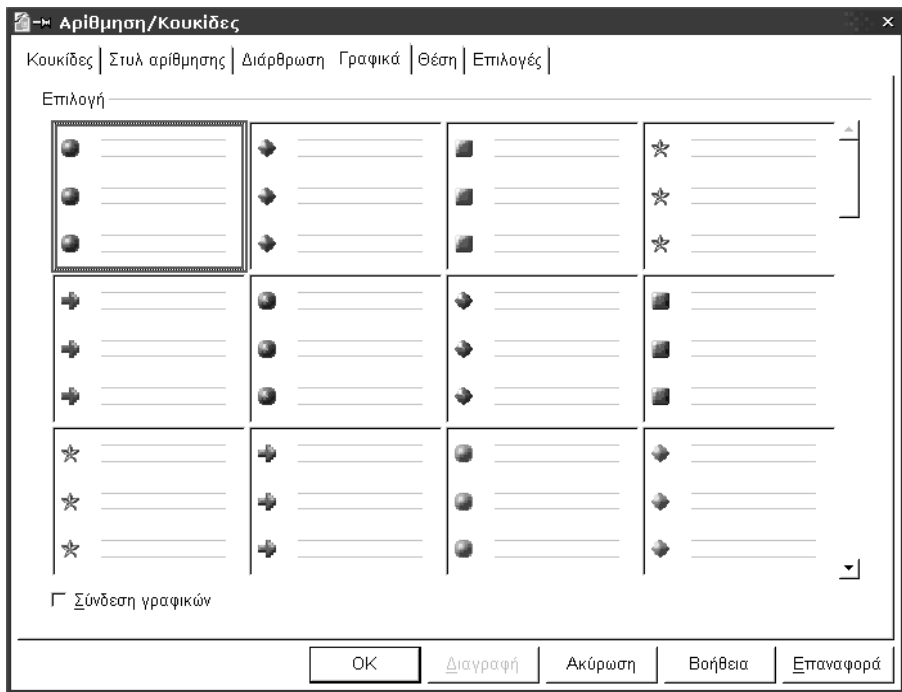 Αρίθμηση/Κουκίδες
Κουκίδες Στυλ αρίθμησης Διάρθρωση Γραφικά Θέση Επιλογές
Επιλογή
Σύνδεση γραφικών
OK Διαγραφή Ακύρωση Βοήθεια Επαναφορά